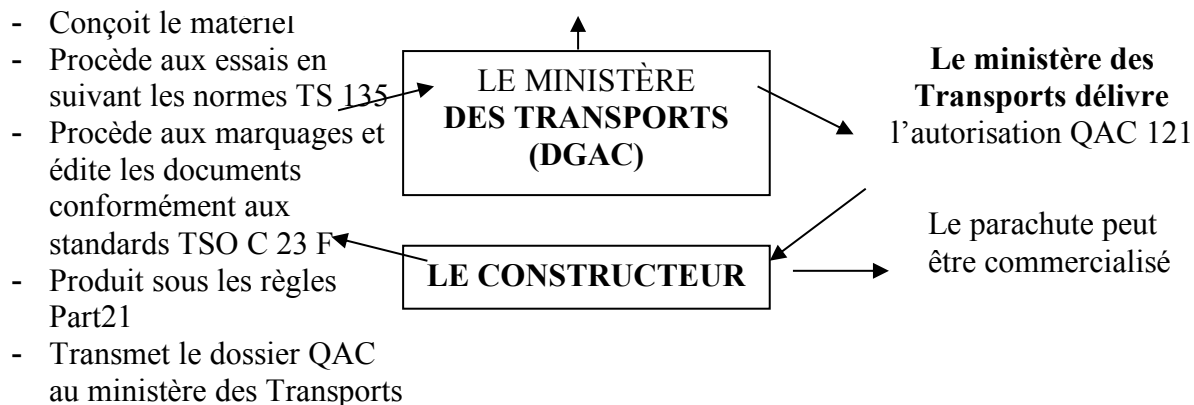 - Conçoit le matériel
- Procède aux essais en
suivant les normes TS 135
- Procède aux marquages et
édite les documents
conformément aux
standards TSO C 23 F
- Produit sous les règles
Part21
- Transmet le dossier QAC
au ministère des Transports
LE MINISTÈRE
DES TRANSPORTS
(DGAC)
LE CONSTRUCTEUR
Le ministère des
Transports délivre
l’autorisation QAC 121
Le parachute peut
être commercialisé